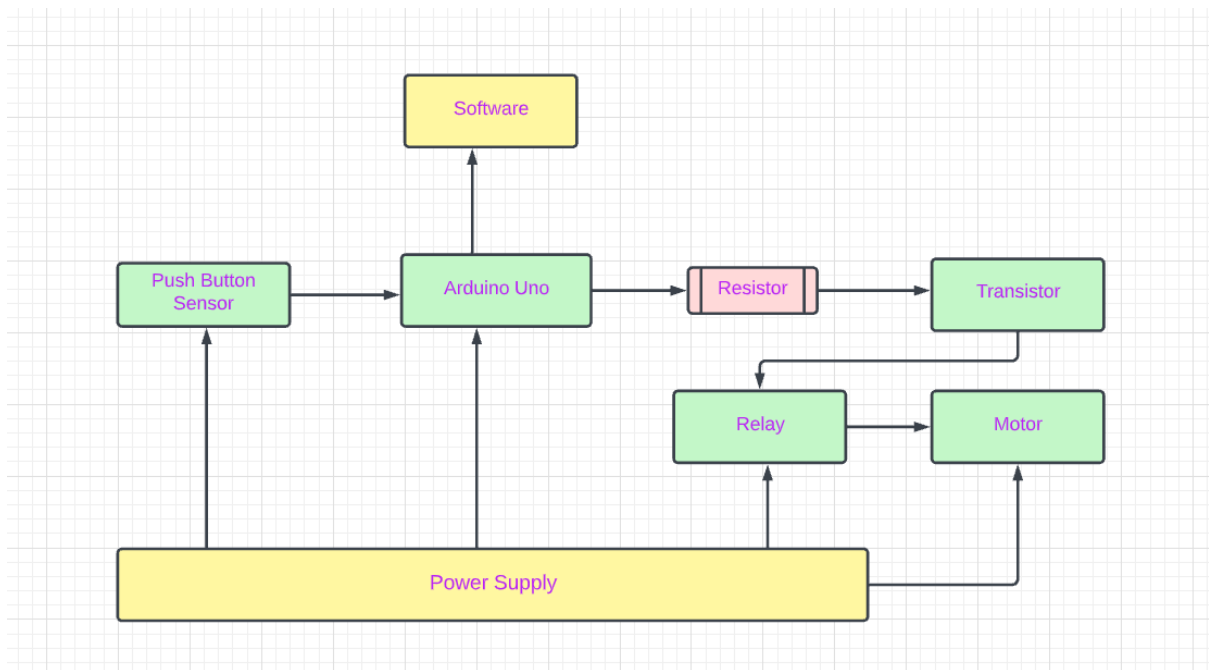 Software
Push Button
Sensor
Arduino Uno
Resistor
Transistor
Relay
Motor
Power Supply